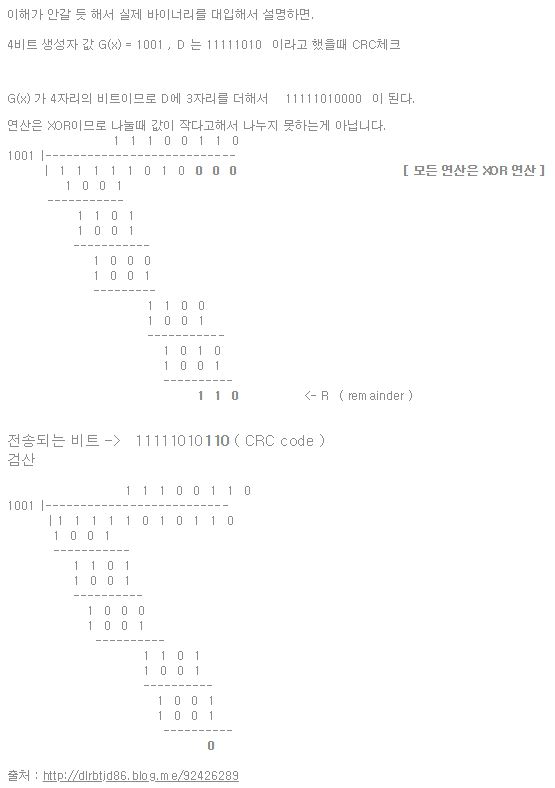 이해가 안갈 듯 해서 실제 바이너리를 대입해서 설명하면.
4비트 생성자 값 G(x) = 1001 , D 는 11111010 이라고 했을때 CRC체크
G(x) 가 4자리의 비트이므로 D에 3자리를 더해서 11111010000 이 된다.
연산은 XOR이므로 나눌때 값이 작다고해서 나누지 못하는게 아닙니다.
1 1 1 0 0 1 1 0
1001 |----------------------------
| 1 1 1 1 1 0 1 0 0 0 0 [ 모든 연산은 XOR 연산 ]
1 0 0 1
-----------
1 1 0 1
1 0 0 1
-----------
1 0 0 0
1 0 0 1
---------
1 1 0 0
1 0 0 1
-----------
1 0 1 0
1 0 0 1
----------
1 1 0 <- R ( remainder )
전송되는 비트 -> 11111010110 ( CRC code )
검산
1 1 1 0 0 1 1 0
1001 |---------------------------
| 1 1 1 1 1 0 1 0 1 1 0
1 0 0 1
-----------
1 1 0 1
1 0 0 1
----------
1 0 0 0
1 0 0 1
----------
1 1 0 1
1 0 0 1
----------
1 0 0 1
1 0 0 1
----------
0
출처 : http://dlrbtjd86.blog.me/92426289